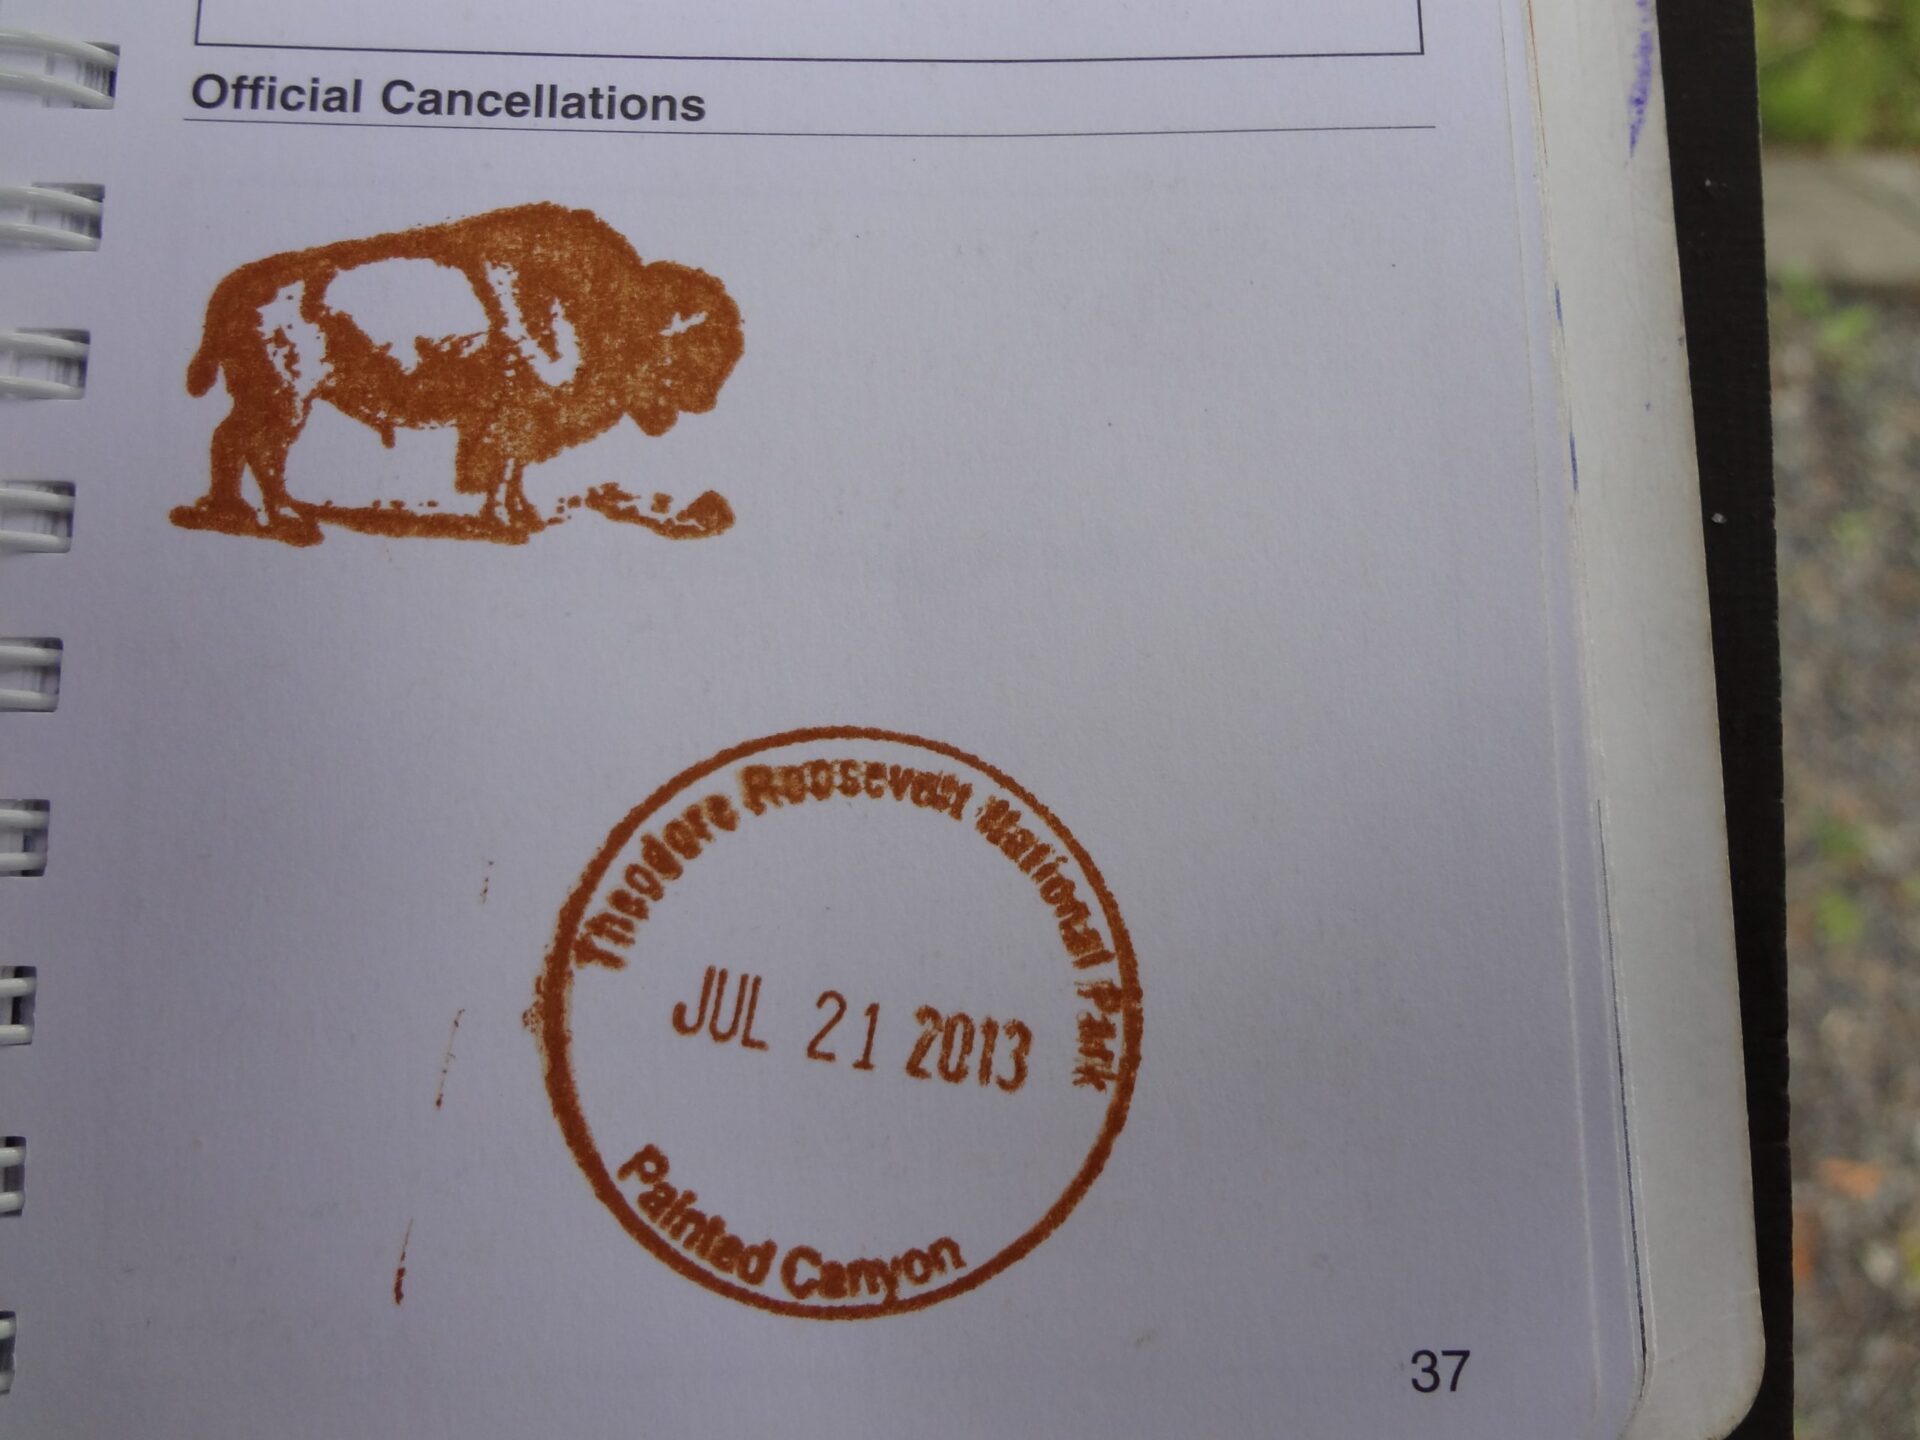 Official Cancellations
Theodore Roosevelt National Park
JUL 21 2013
Painted Canyon
37